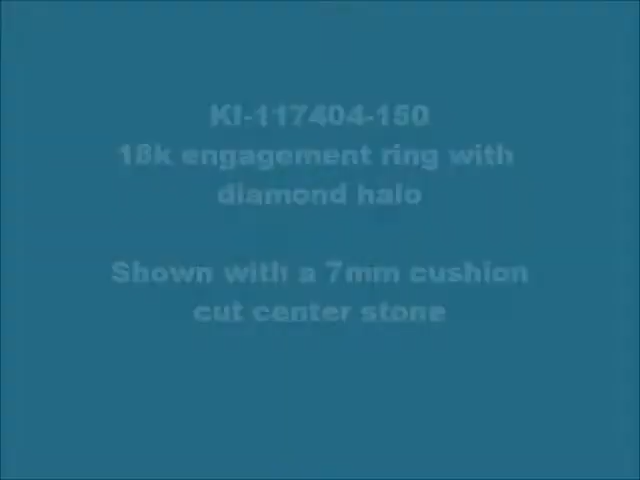 KI-117404-150
18k engagement ring with
diamond halo
Shown with a 7mm cushion
cut center stone